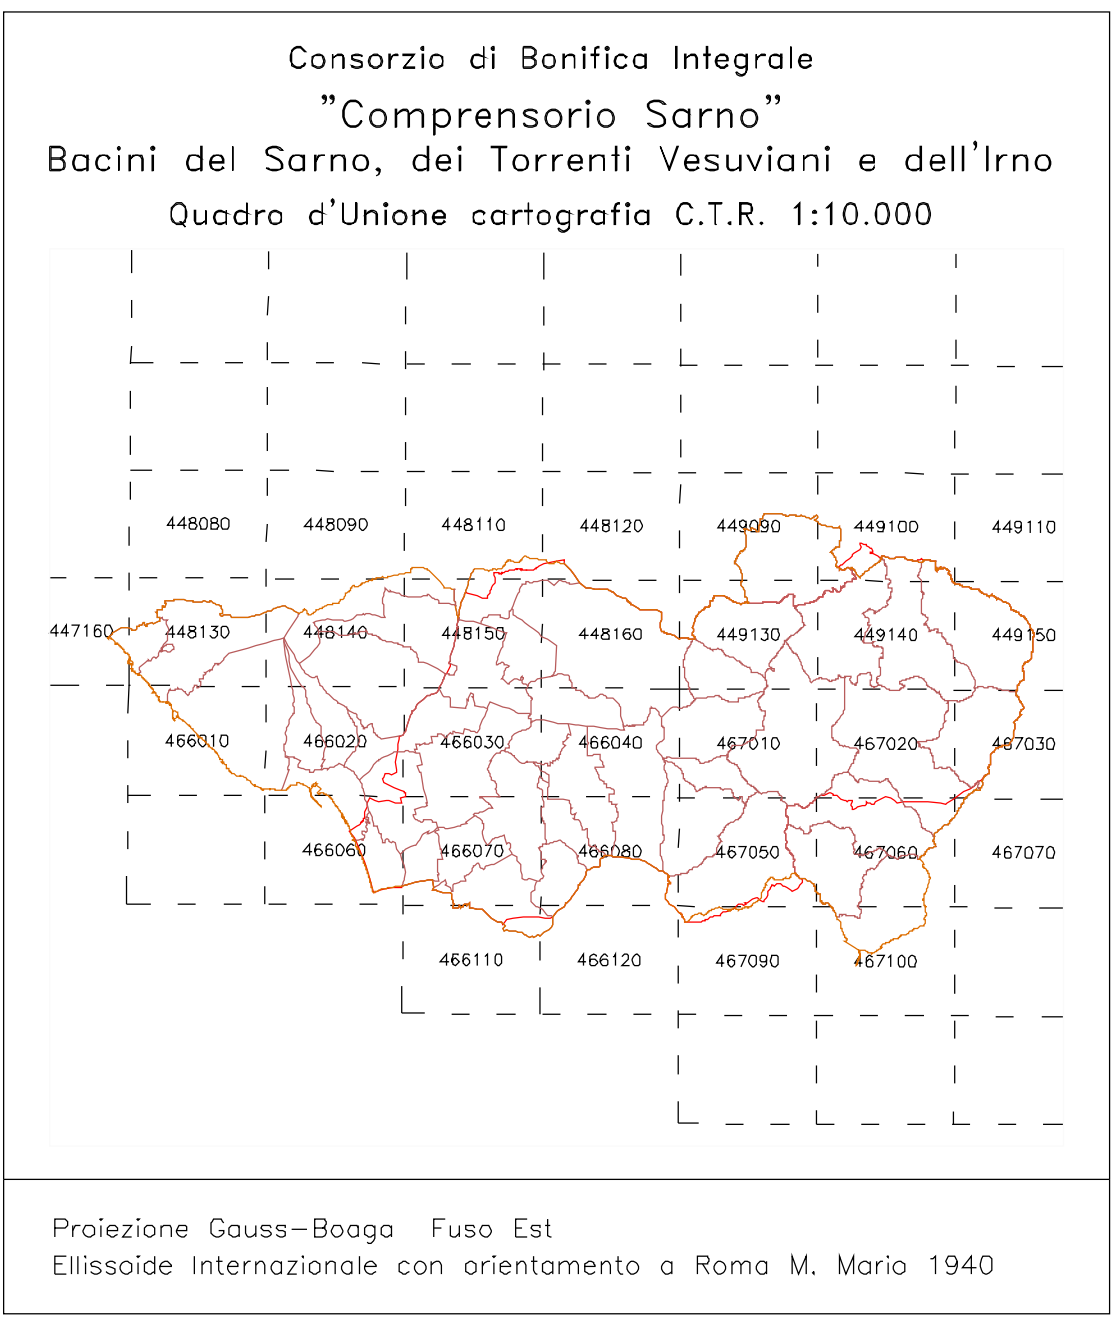 Consorzio di Bonifica Integrale
"Comprensorio Sarno"
Bacini del Sarno, dei Torrenti Vesuviani e dell'Irno
Quadro d'Unione cartografia C.T.R. 1:10.000
448080 448090 448110 448120 449090 449100 449110
447160 448130 448140 448150 448160 449130 449140 449150
466010 466020 466030 466040 467010 467020 467030
466060 466070 466080 467050 467060 467070
466110 466120 467090 467100
Proiezione Gauss-Boaga Fuso Est
Ellissoide Internazionale con orientamento a Roma M. Mario 1940